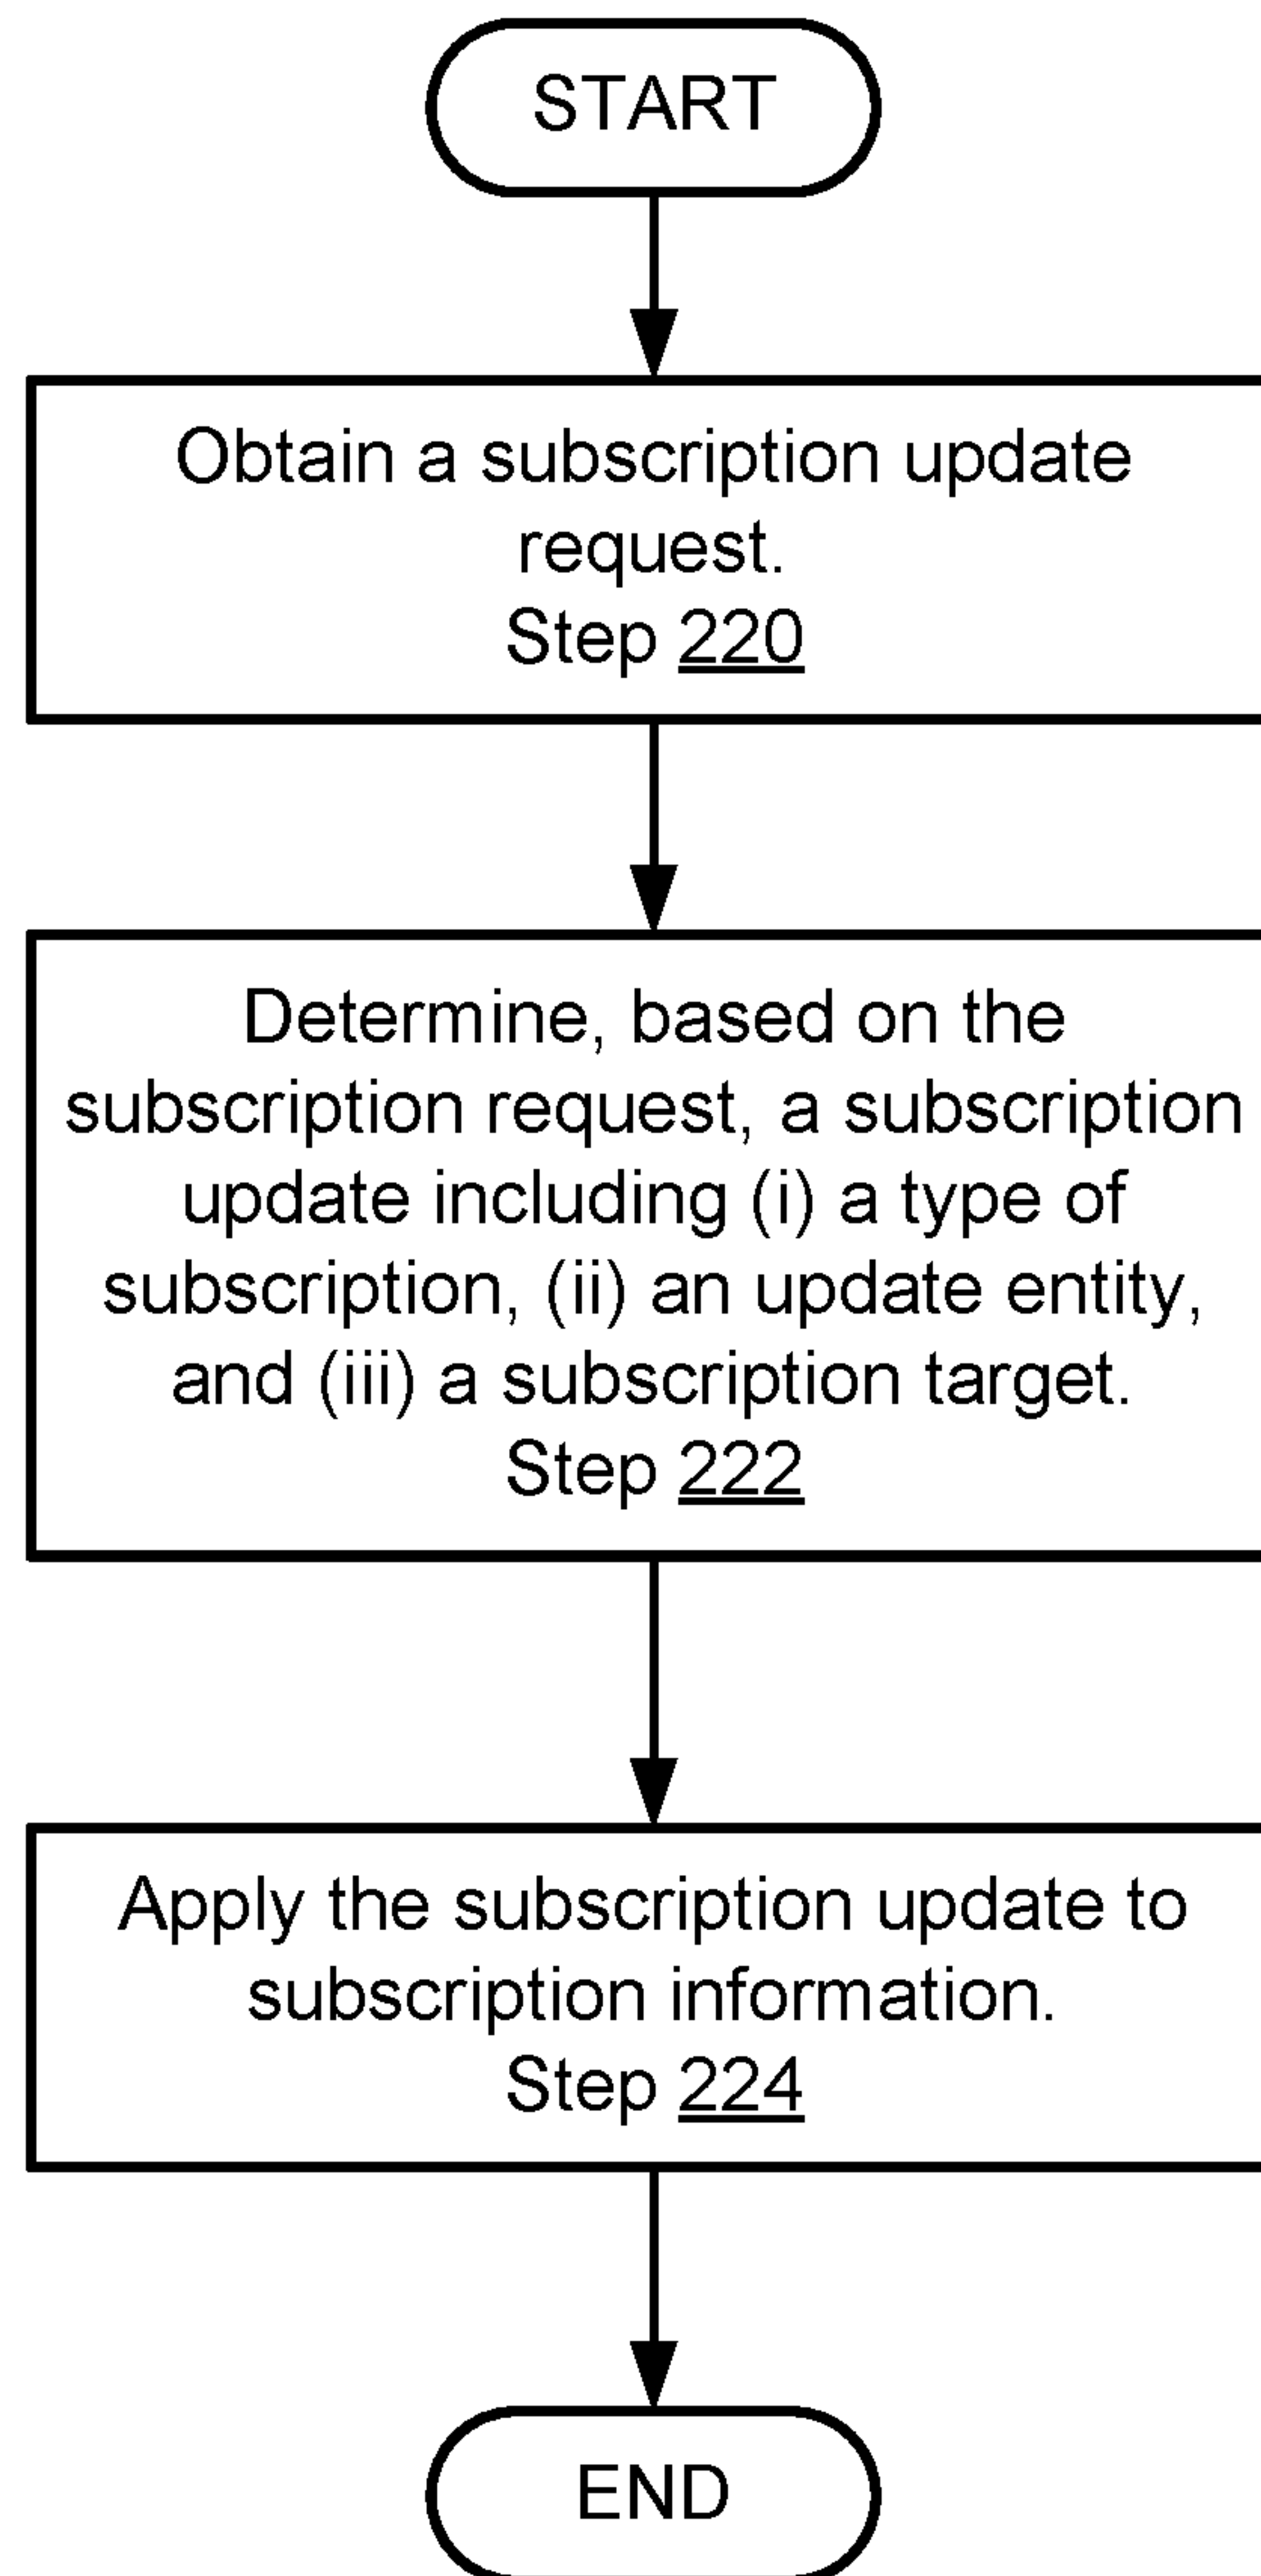 START
Obtain a subscription update
request.
Step 220
Determine, based on the
subscription request, a subscription
update including (i) a type of
subscription, (ii) an update entity,
and (iii) a subscription target.
Step 222
Apply the subscription update to
subscription information.
Step 224
END